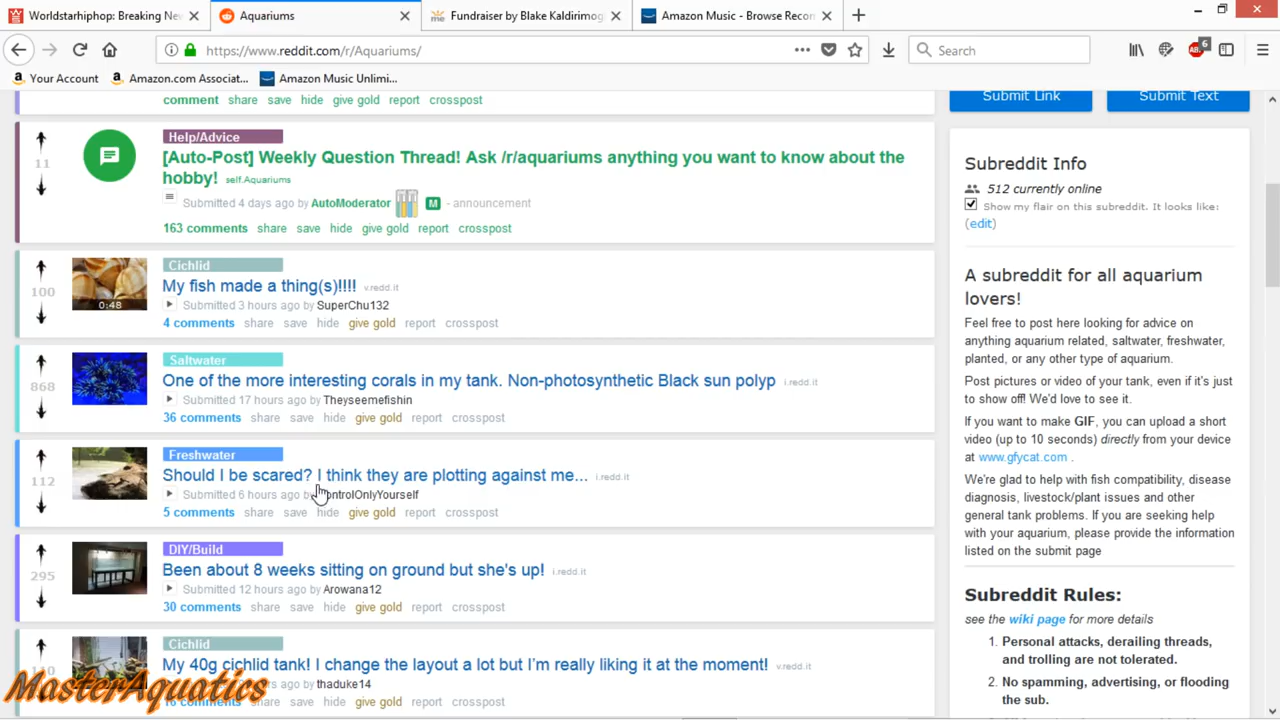 Worldstarhiphop: Breaking Ne
Aquariums
Fundraiser by Blake Kaldirimog
Amazon Music - Browse Recom
https://www.reddit.com/r/Aquariums/
Search
6
Your Account
Amazon.com Associat...
Amazon Music Unlimi...
comment share save hide give gold report crosspost
Submit Link
Submit Text
Help/Advice
11
[Auto-Post] Weekly Question Thread! Ask /r/aquariums anything you want to know about the
hobby! self.Aquariums
Submitted 4 days ago by AutoModerator M - announcement
163 comments share save hide give gold report crosspost
Cichlid
100
0:48
My fish made a thing(s)!!!! v.redd.it
Submitted 3 hours ago by SuperChu132
4 comments share save hide give gold report crosspost
Saltwater
868
One of the more interesting corals in my tank. Non-photosynthetic Black sun polyp i.redd.it
Submitted 17 hours ago by Theyseemefishin
36 comments share save hide give gold report crosspost
Freshwater
112
Should I be scared? I think they are plotting against me... i.redd.it
Submitted 6 hours ago by ontrolOnlyYourself
5 comments share save hide give gold report crosspost
DIY/Build
295
Been about 8 weeks sitting on ground but she's up! i.redd.it
Submitted 12 hours ago by Arowana12
30 comments share save hide give gold report crosspost
Cichlid
My 40g cichlid tank! I change the layout a lot but I'm really liking it at the moment! v.redd.it
hours ago by thaduke14
comments share save hide give gold report crosspost
MasterAquatics
Subreddit Info
512 currently online
Show my flair on this subreddit. It looks like:
(edit)
A subreddit for all aquarium
lovers!
Feel free to post here looking for advice on
anything aquarium related, saltwater, freshwater,
planted, or any other type of aquarium.
Post pictures or video of your tank, even if it's just
to show off! We'd love to see it.
If you want to make GIF, you can upload a short
video (up to 10 seconds) directly from your device
at www.gfycat.com .
We're glad to help with fish compatibility, disease
diagnosis, livestock/plant issues and other
general tank problems. If you are seeking help
with your aquarium, please provide the information
listed on the submit page
Subreddit Rules:
see the wiki page for more details
1. Personal attacks, derailing threads,
and trolling are not tolerated.
2. No spamming, advertising, or flooding
the sub.